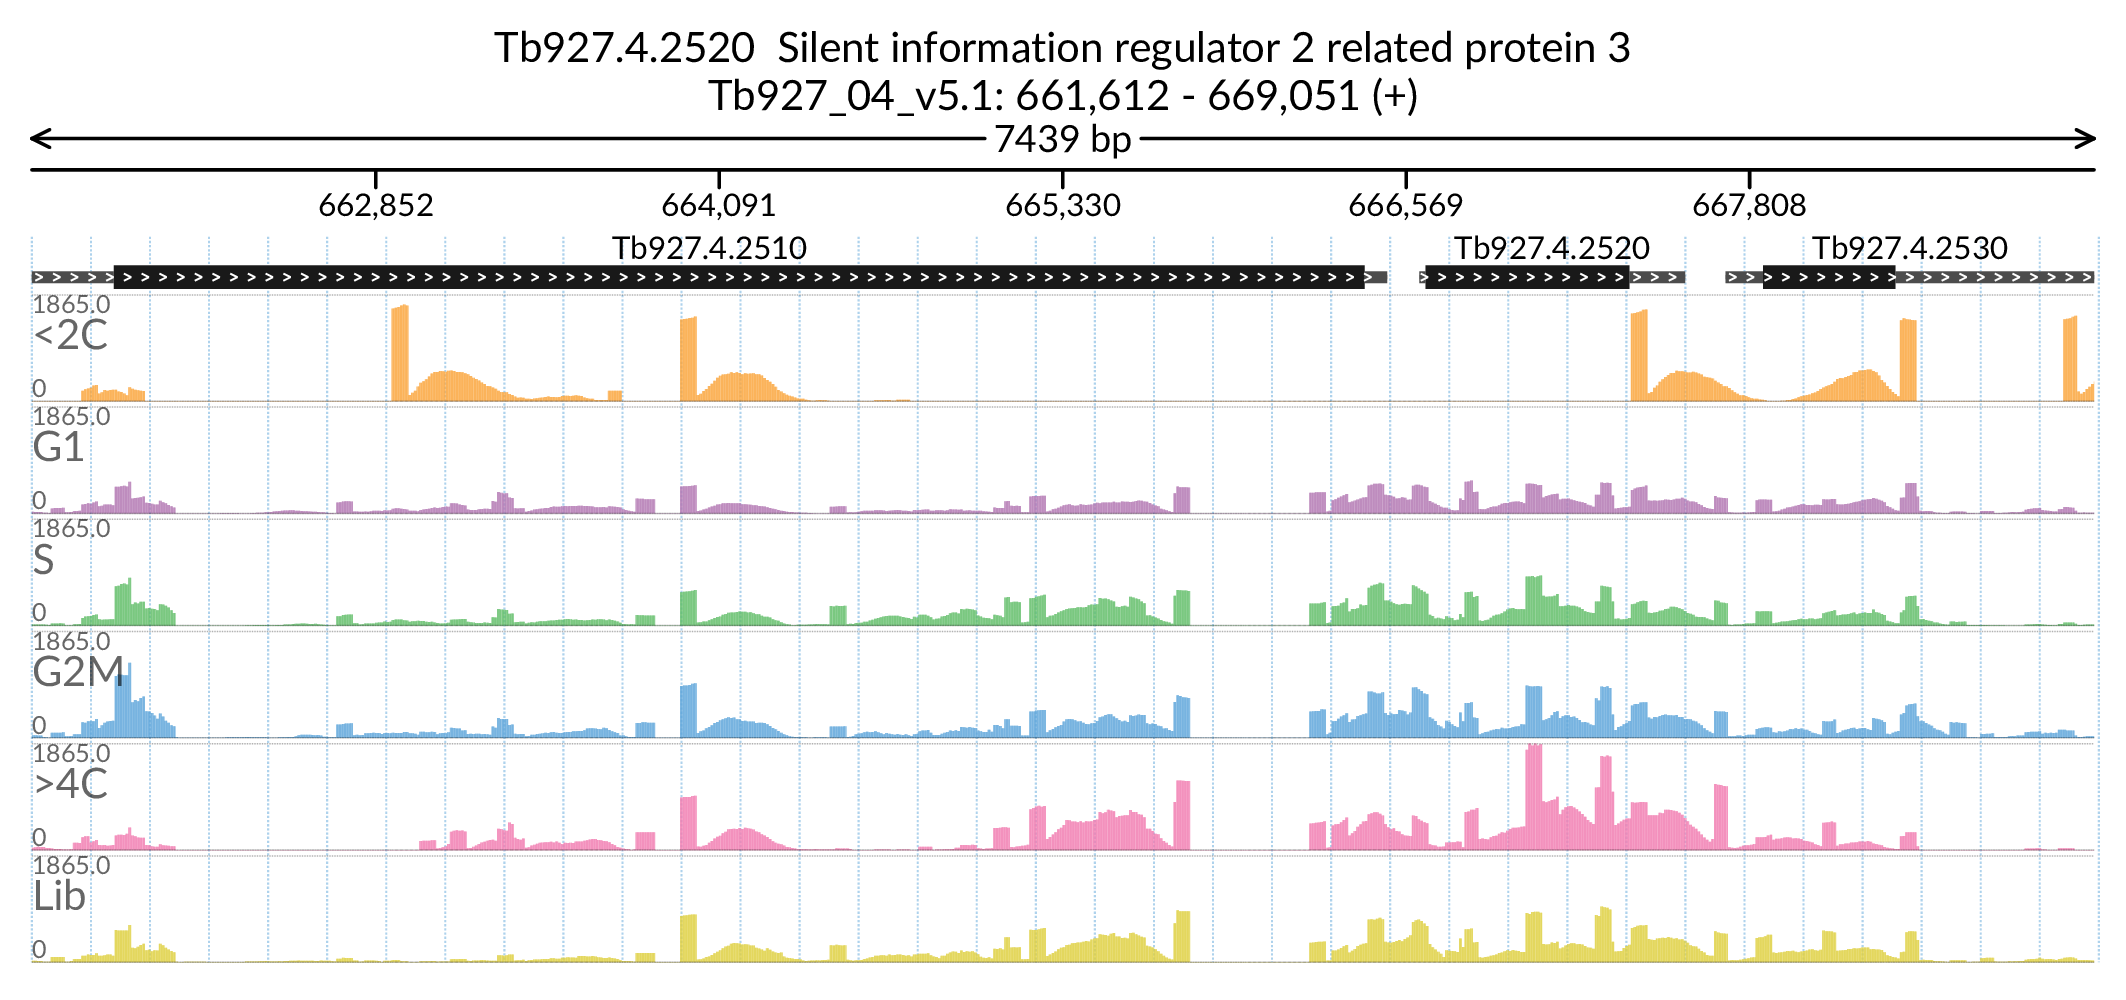 Tb927.4.2520  Silent information regulator 2 related protein 3
Tb927_04_v5.1: 661,612 - 669,051 (+)
7439 bp
662,852 664,091 665,330 666,569 667,808
Tb927.4.2510 Tb927.4.2520 Tb927.4.2530
1865.0
<2C
0
1865.0
G1
0
1865.0
S
0
1865.0
G2M
0
1865.0
>4C
0
1865.0
Lib
0